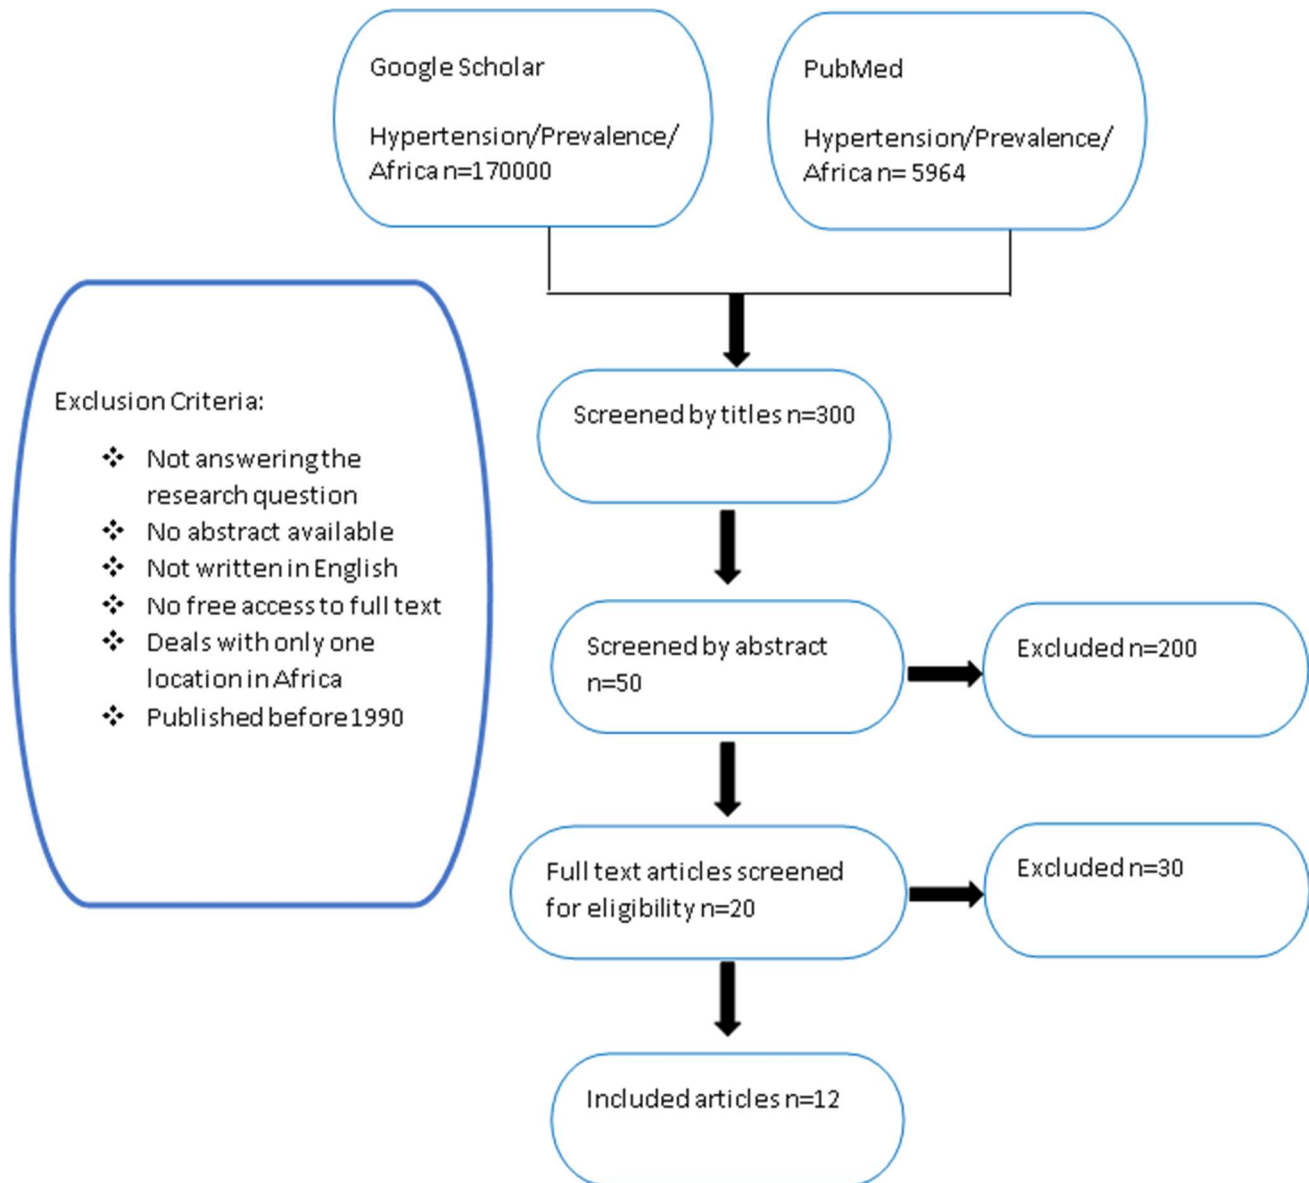 Google Scholar
Hypertension/Prevalence/
Africa n=170000
PubMed
Hypertension/Prevalence/
Africa n= 5964
Exclusion Criteria:
❖ Not answering the
research question
❖ No abstract available
❖ Not written in English
❖ No free access to full text
❖ Deals with only one
location in Africa
❖ Published before 1990
Screened by titles n=300
Screened by abstract
n=50
Excluded n=200
Full text articles screened
for eligibility n=20
Excluded n=30
Included articles n=12